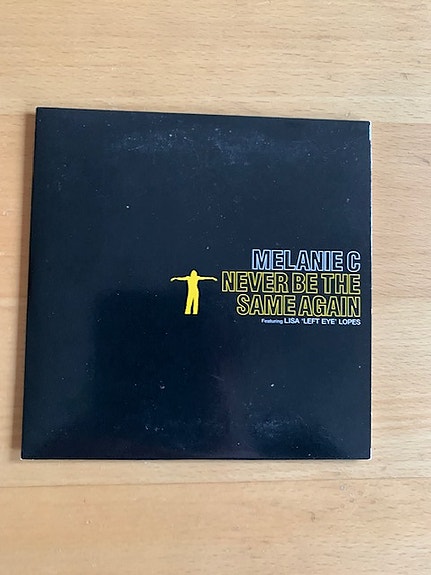 MELANIE C
NEVER BE THE
SAME AGAIN
Featuring LISA 'LEFT EYE' LOPES